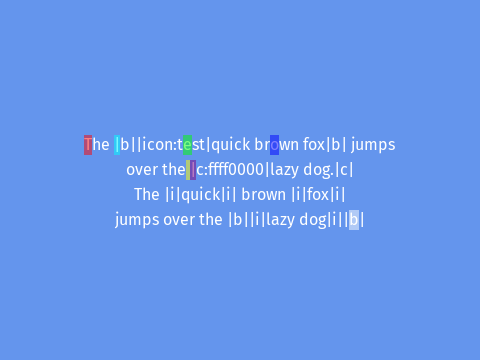 The |b||icon:test|quick brown fox|b| jumps
over the||c:ffff0000|lazy dog.|c|
The |i|quick|i| brown |i|fox|i|
jumps over the |b||i|lazy dog|i||b|